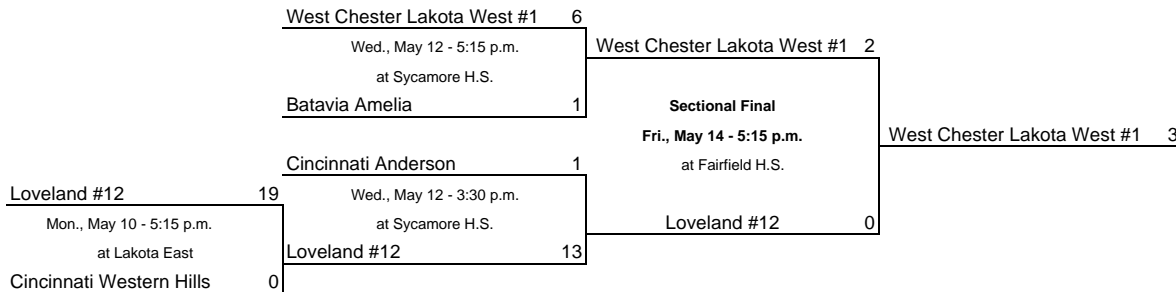 West Chester Lakota West #1 6
Wed., May 12 - 5:15 p.m.
at Sycamore H.S.
Batavia Amelia 1
West Chester Lakota West #1 2
Sectional Final
Fri., May 14 - 5:15 p.m.
at Fairfield H.S.
West Chester Lakota West #1 3
Cincinnati Anderson 1
Wed., May 12 - 3:30 p.m.
at Sycamore H.S.
Loveland #12 13
Loveland #12 0
Loveland #12 19
Mon., May 10 - 5:15 p.m.
at Lakota East
Cincinnati Western Hills 0